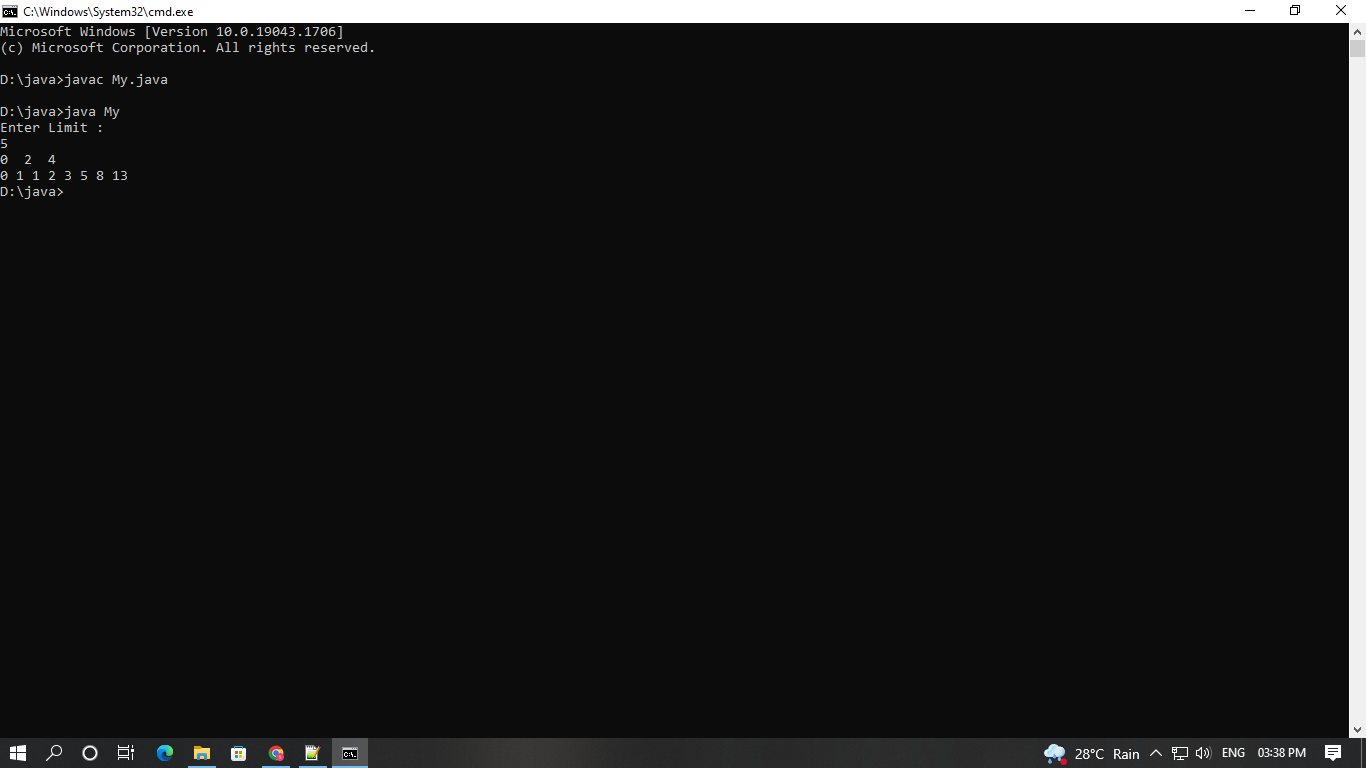 C:\Windows\System32\cmd.exe
Microsoft Windows [Version 10.0.19043.1706]
(c) Microsoft Corporation. All rights reserved.
D:\java>javac My.java
D:\java>java My
Enter Limit :
5
0  2  4
0 1 1 2 3 5 8 13
D:\java>
28°C Rain ENG 03:38 PM